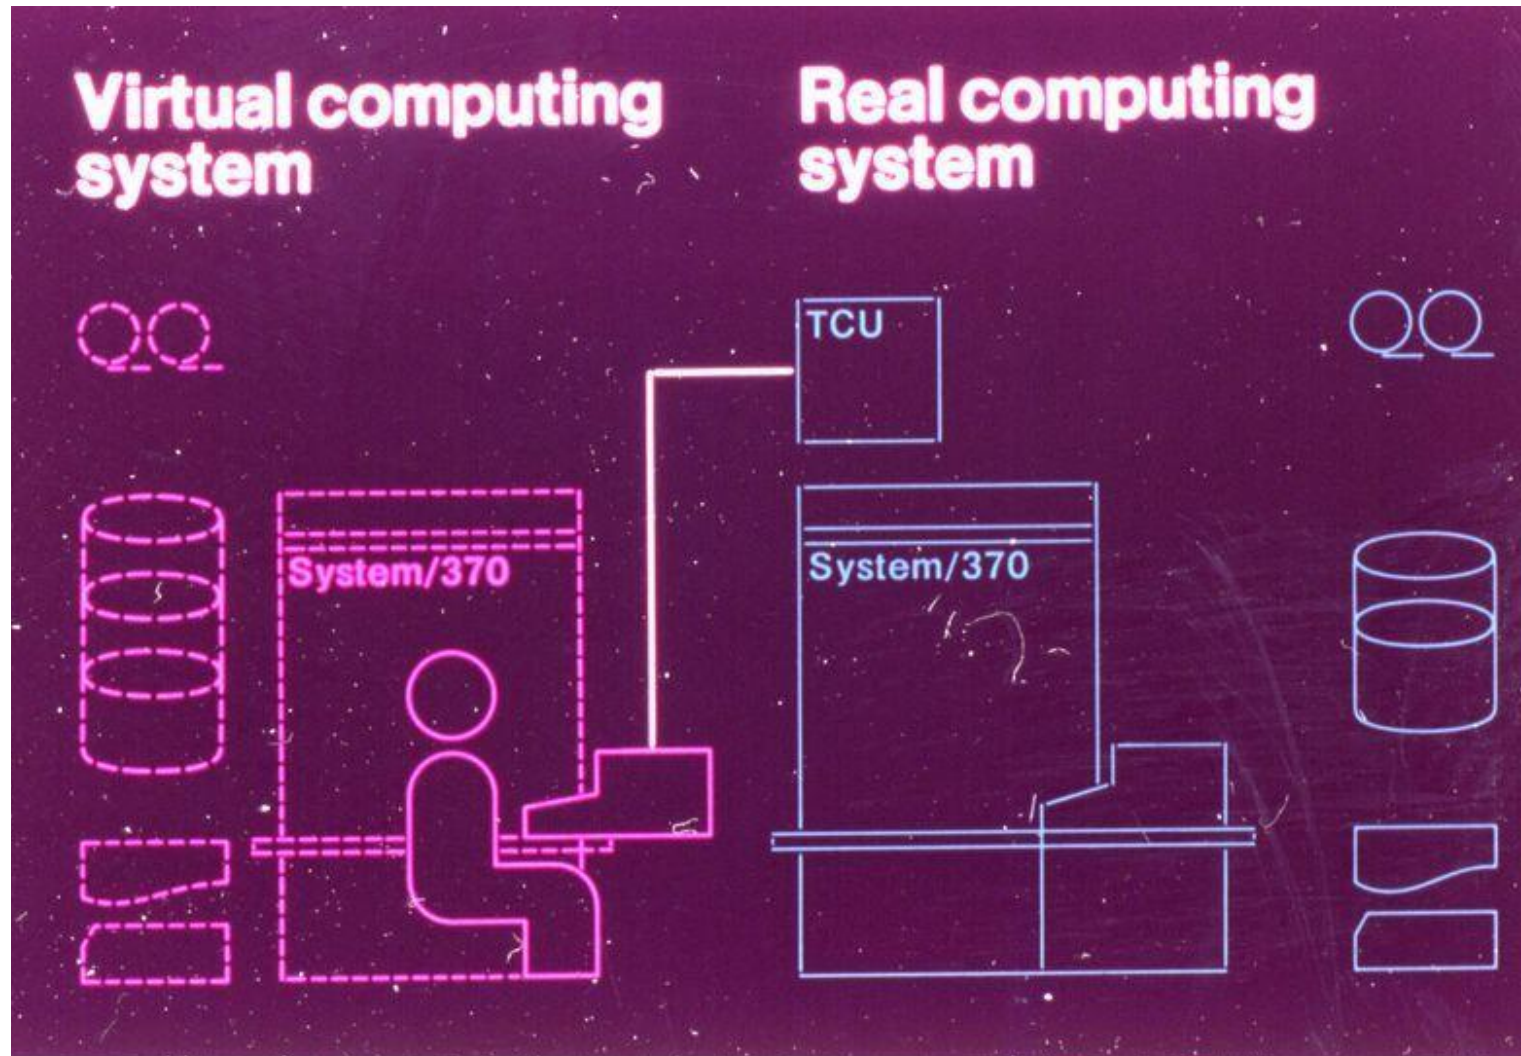 Virtual computing
system
Real computing
system
TCU
System/370
System/370